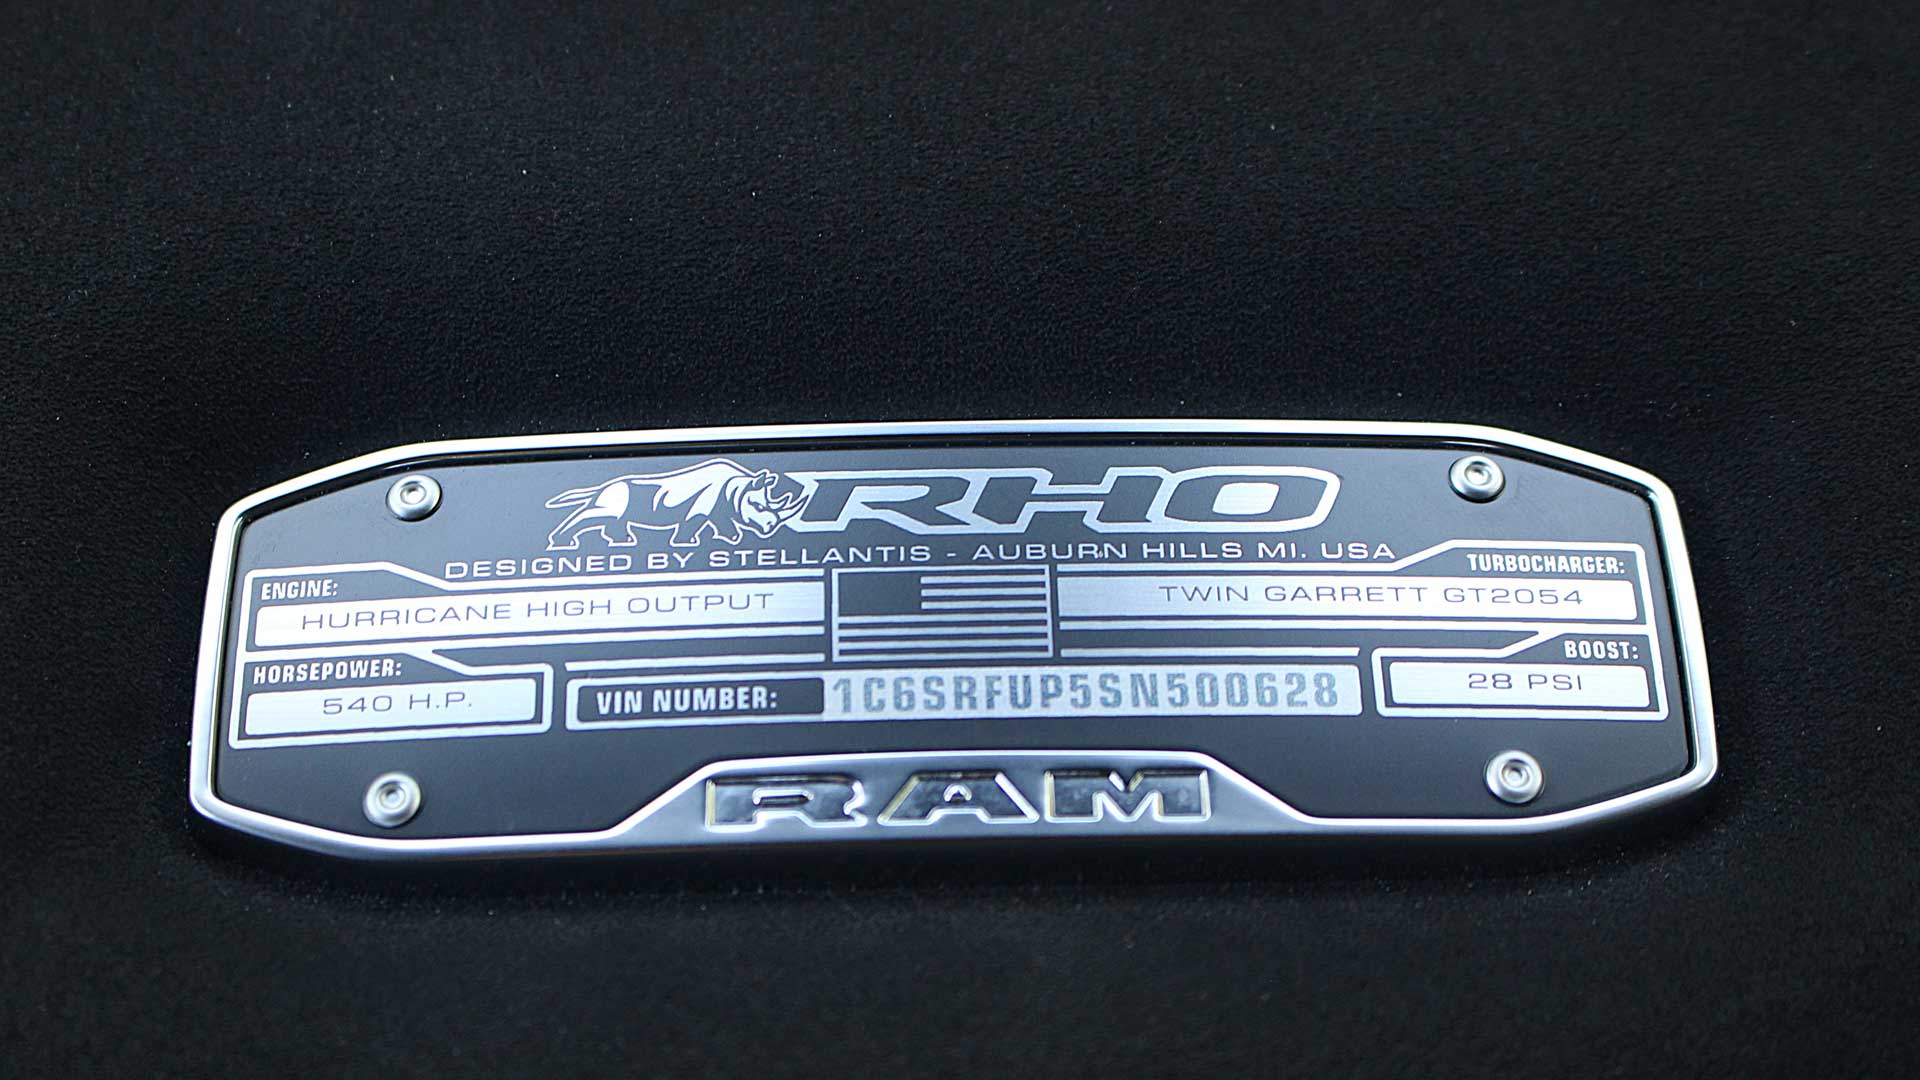 RHO
DESIGNED BY STELLANTIS - AUBURN HILLS MI. USA
ENGINE:
HURRICANE HIGH OUTPUT
TURBOCHARGER:
TWIN GARRETT GT2054
HORSEPOWER:
540 H.P.
VIN NUMBER: 1C6SRFUP5SN500628
BOOST:
28 PSI
RAM